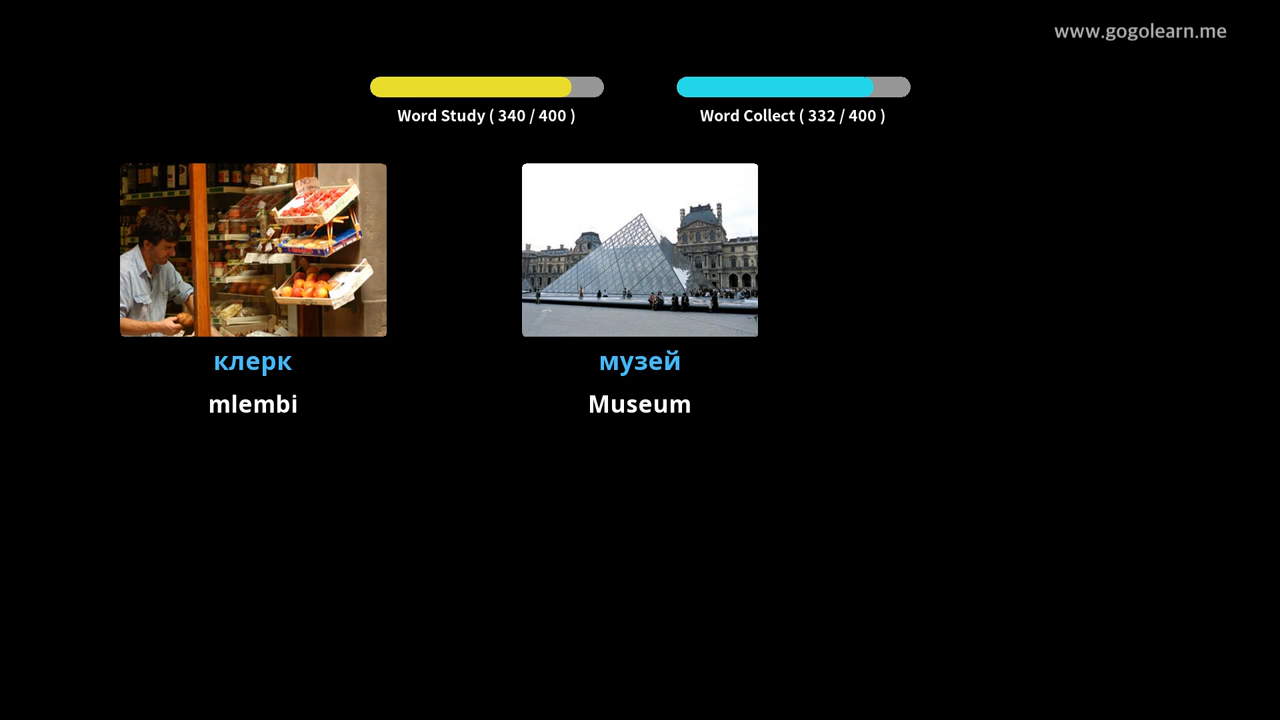 www.gogolearn.me
Word Study ( 340 / 400 )
Word Collect ( 332 / 400 )
клерк
mlembi
музей
Museum